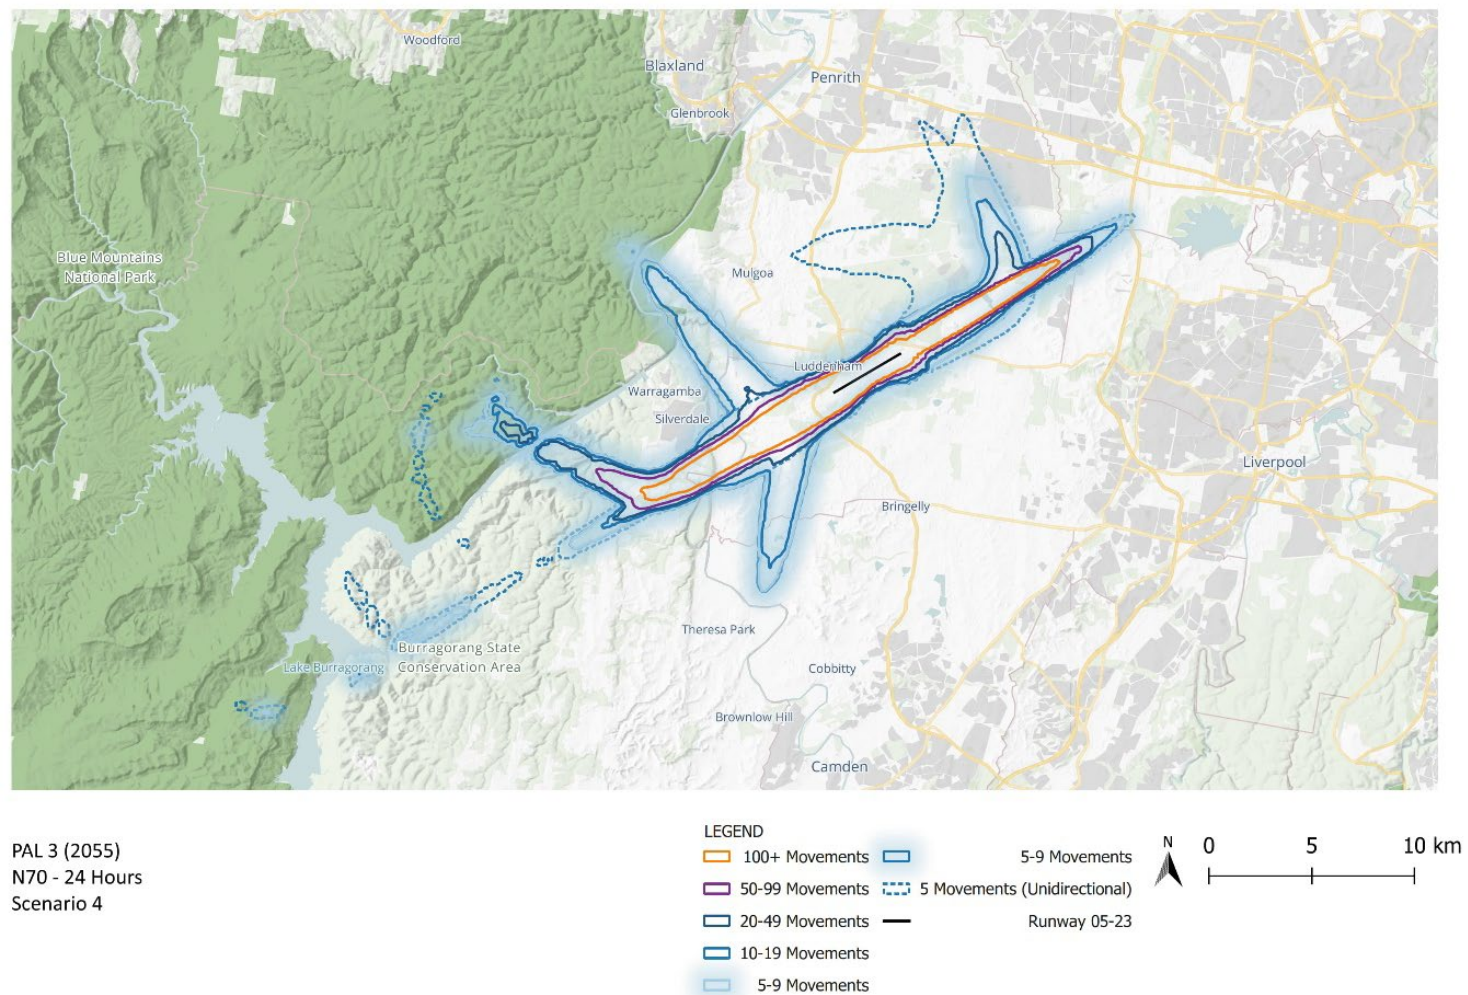 Woodford
Blaxland
Penrith
Glenbrook
Blue Mountains
National Park
Mulgoa
Luddenham
Warragamba
Silverdale
Liverpool
Bringelly
Theresa Park
Burragorang State
Conservation Area
Lake Burragorang
Cobbitty
Brownlow Hill
Camden
PAL 3 (2055)
N70 - 24 Hours
Scenario 4
LEGEND
100+ Movements
50-99 Movements
20-49 Movements
10-19 Movements
5-9 Movements
5-9 Movements
5 Movements (Unidirectional)
Runway 05-23
N
0 5 10 km